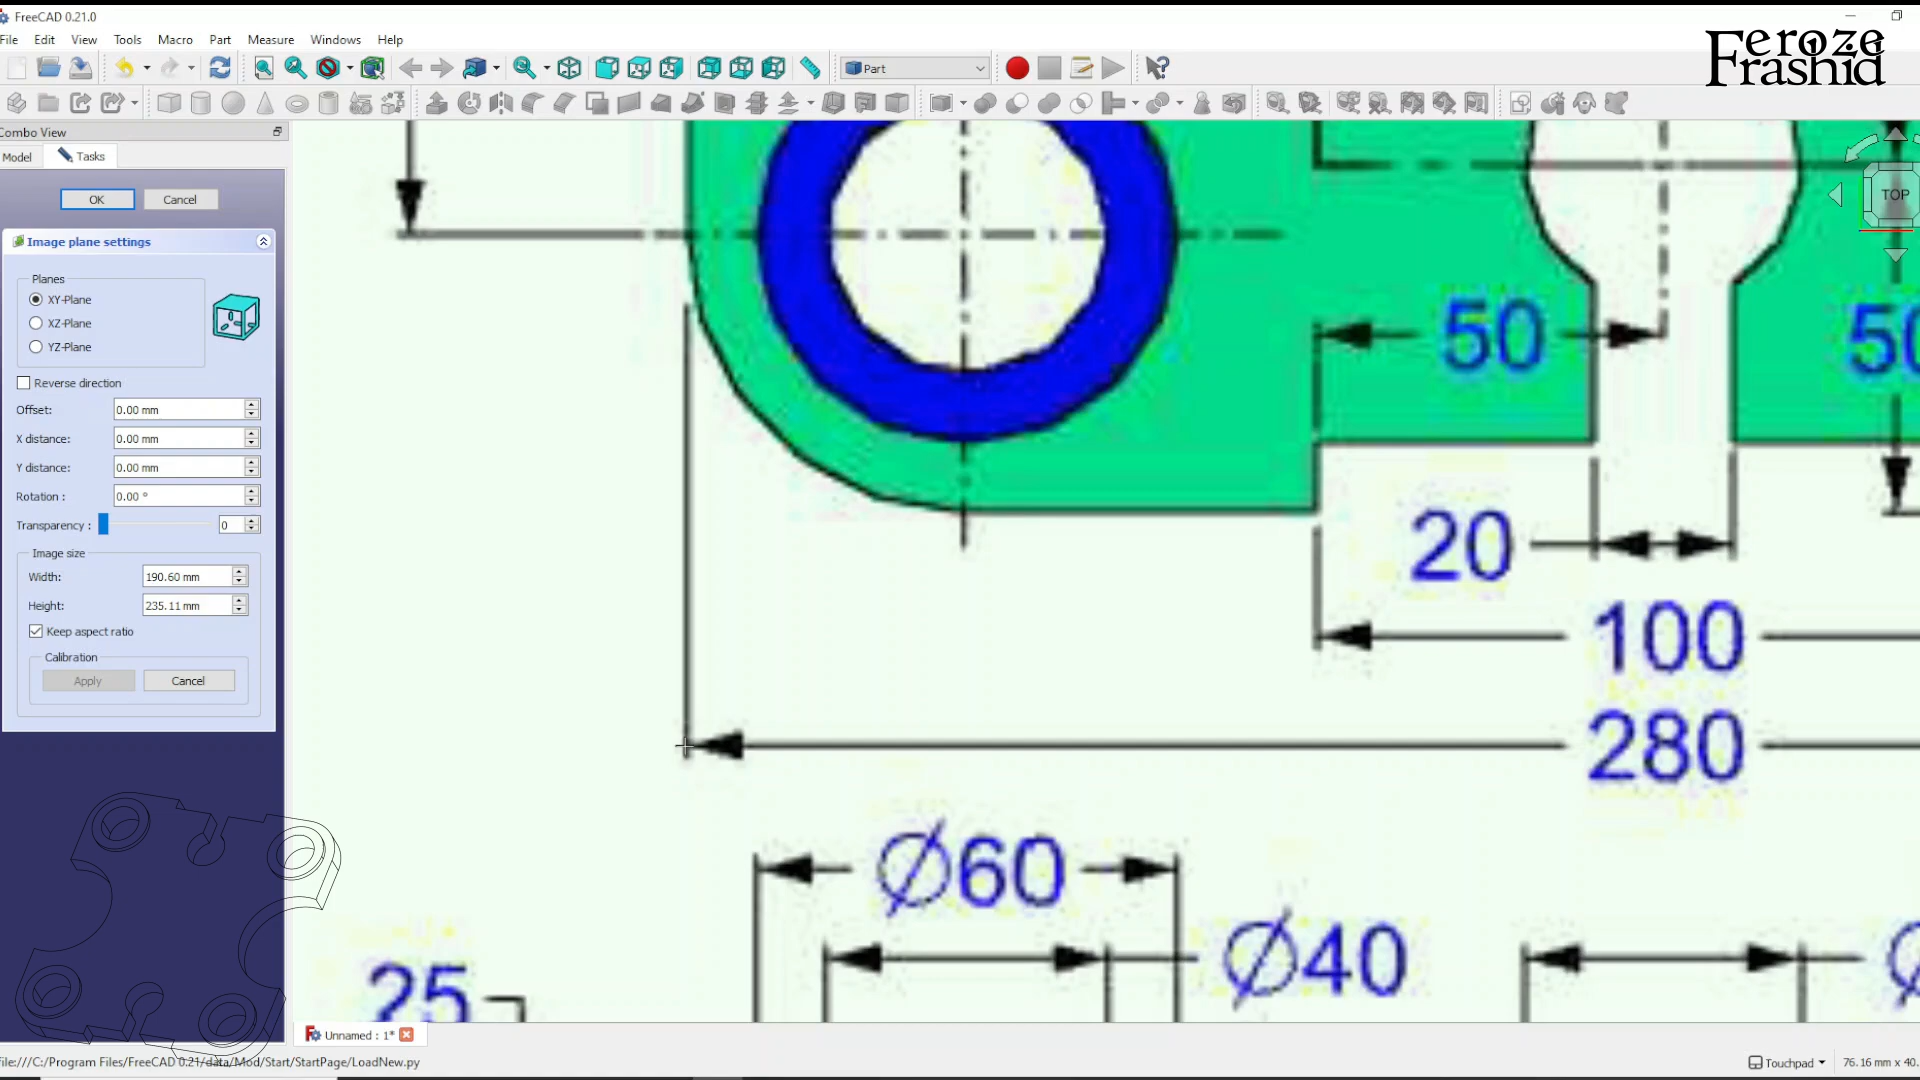 FreeCAD 0.21.0
File Edit View Tools Macro Part Measure Windows Help
Feroze
Frashid
Part
Combo View
Model Tasks
OK Cancel
Image plane settings
Planes
XY-Plane
XZ-Plane
YZ-Plane
Reverse direction
Offset: 0.00 mm
X distance: 0.00 mm
Y distance: 0.00 mm
Rotation : 0.00 °
Transparency : 0
Image size
Width: 190.60 mm
Height: 235.11 mm
Keep aspect ratio
Calibration
Apply Cancel
TOP
50
50
20
100
280
Ø60
Ø40
25
Unnamed : 1*
file:///C:/Program Files/FreeCAD 0.21/data/Mod/Start/StartPage/LoadNew.py
Touchpad
76.16 mm x 40.